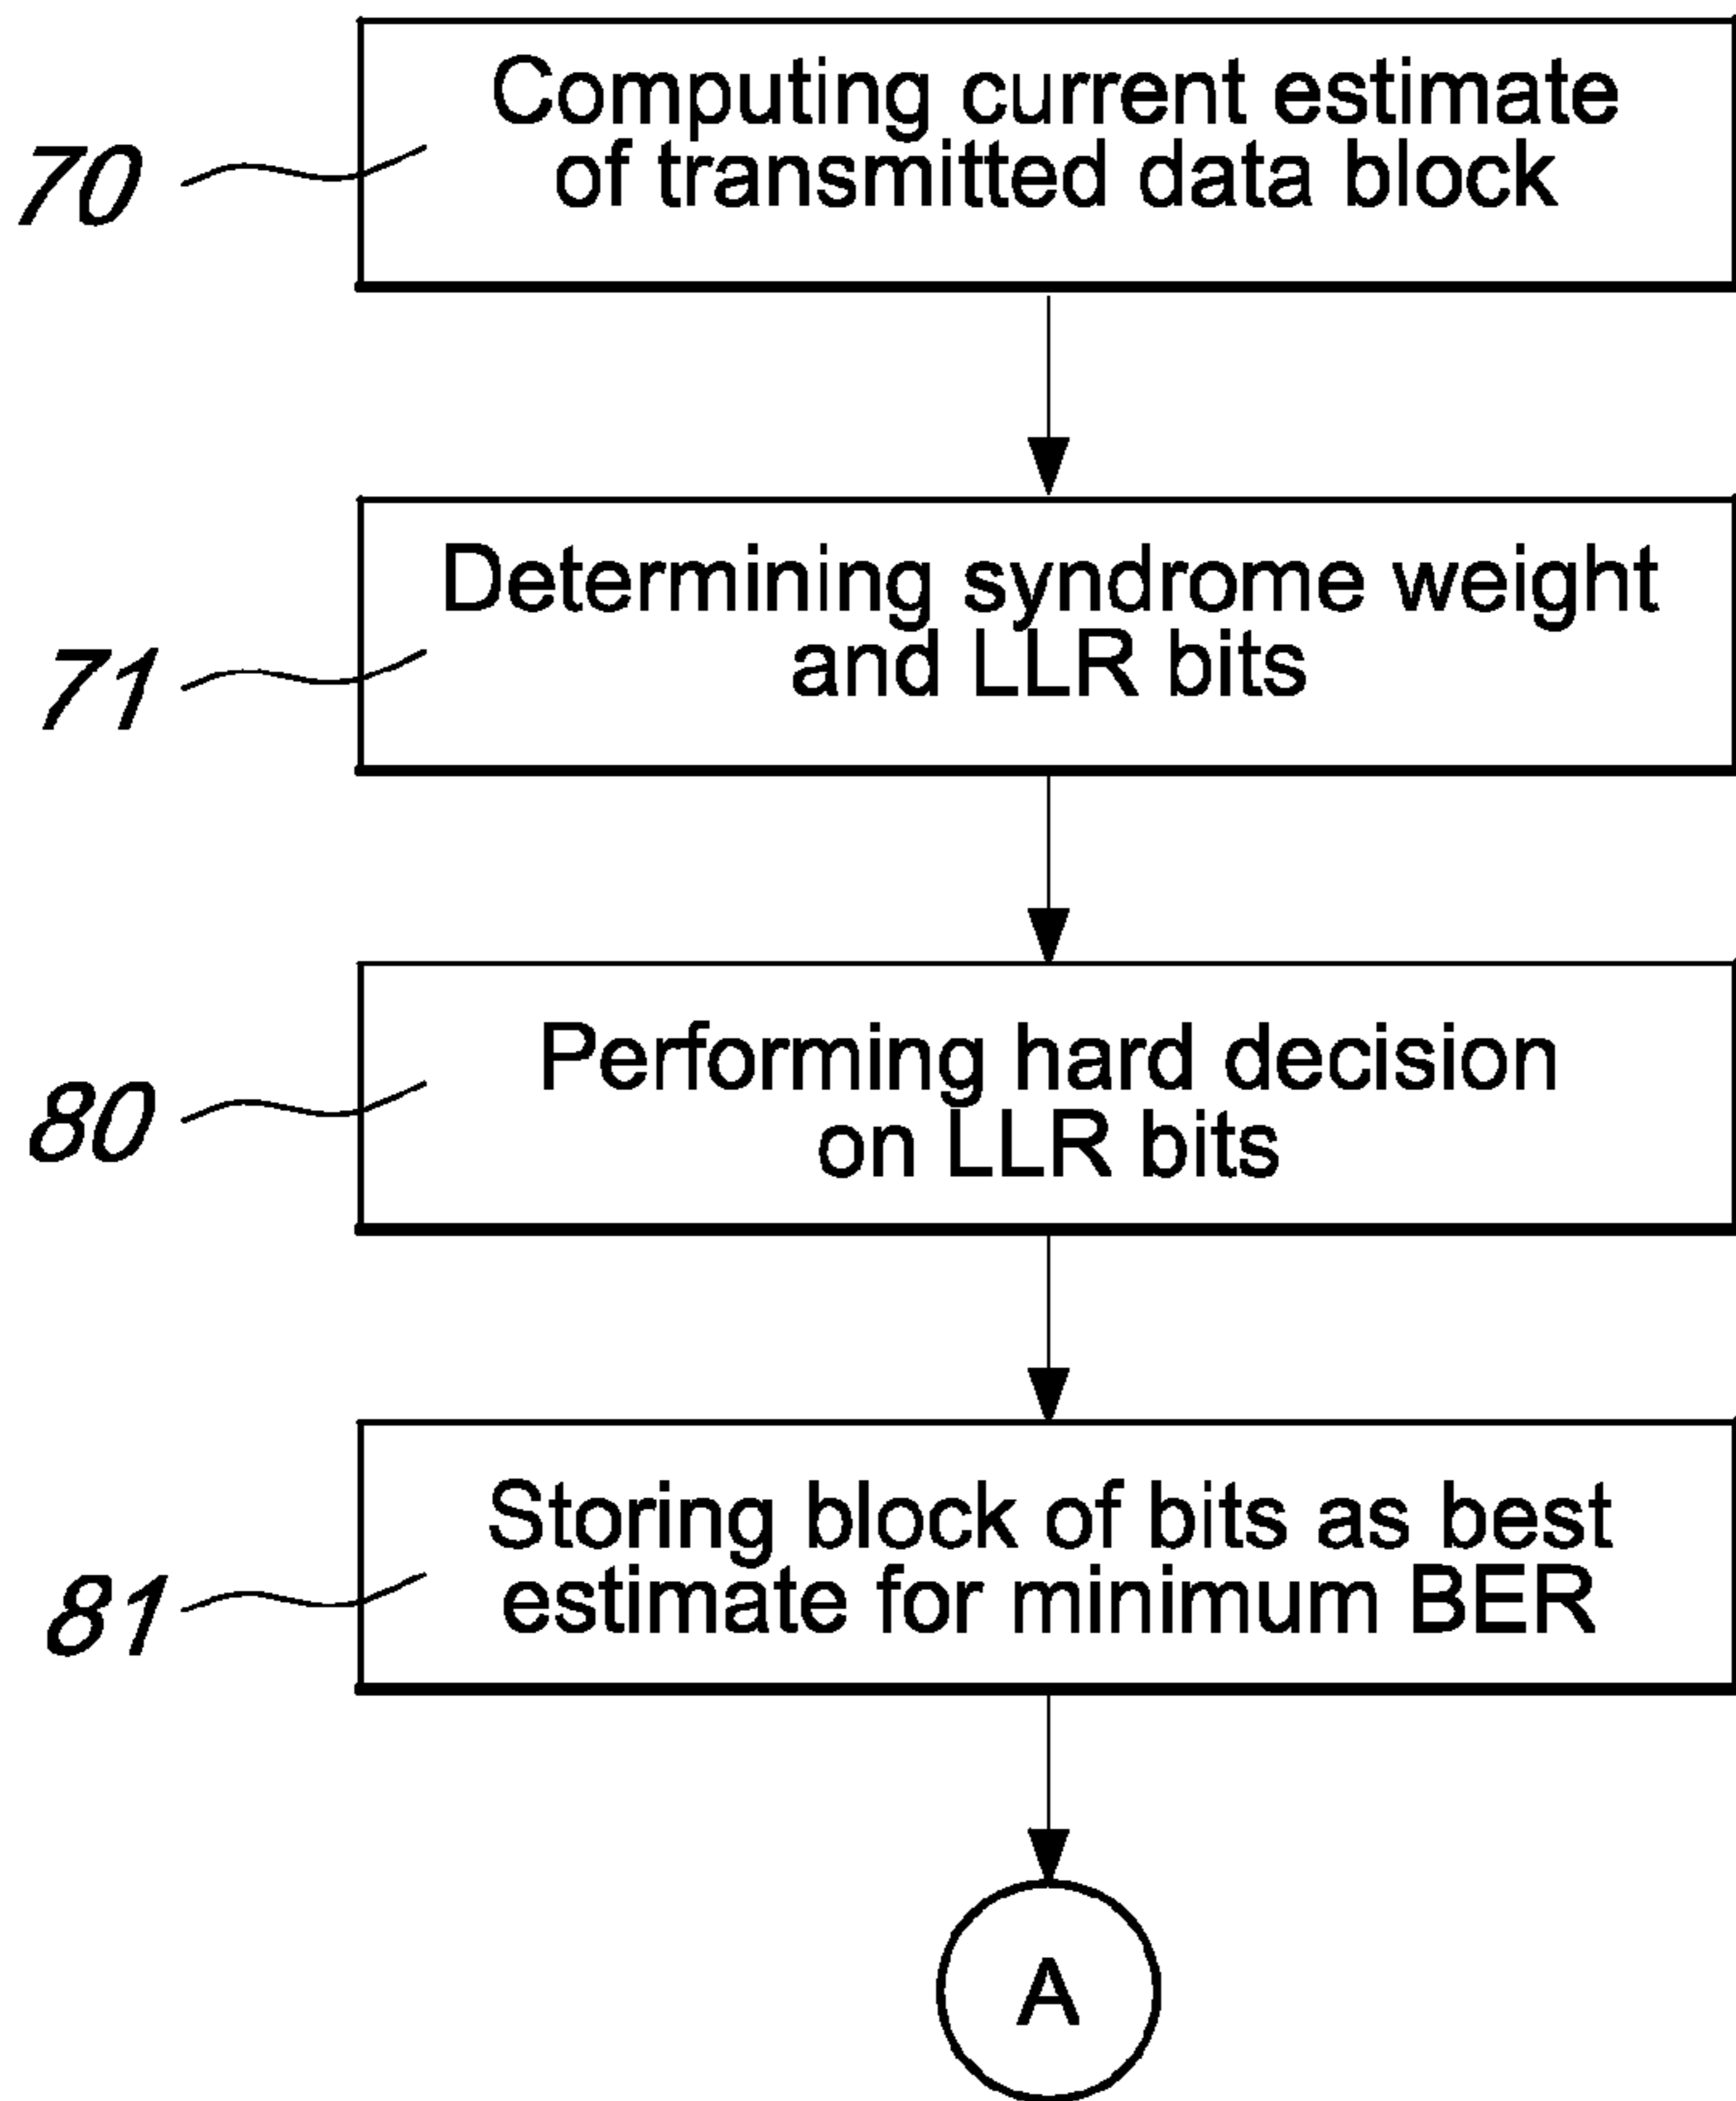 Computing current estimate
of transmitted data block
70
Determining syndrome weight
and LLR bits
71
Performing hard decision
on LLR bits
80
Storing block of bits as best
estimate for minimum BER
81
A